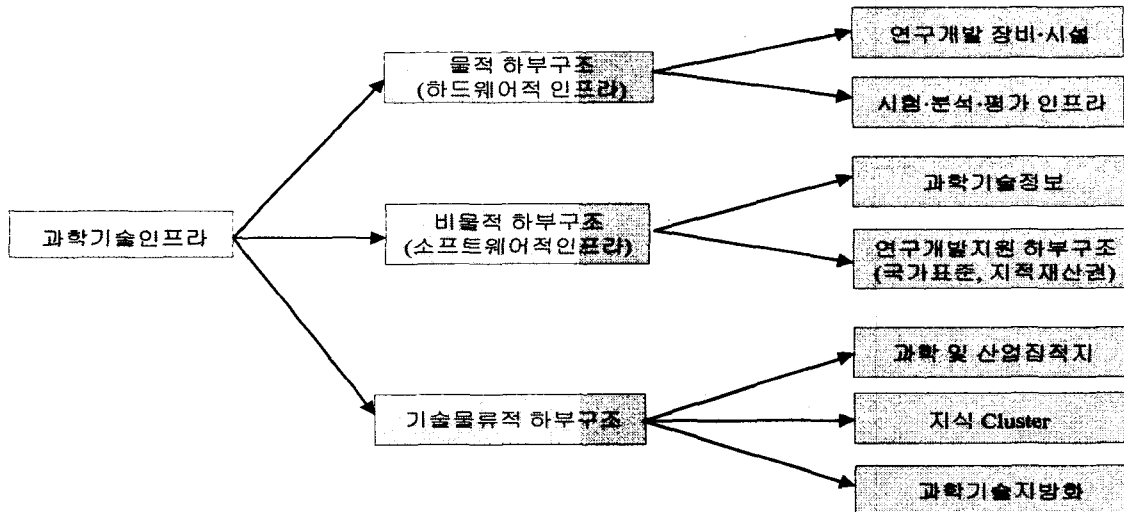 과학기술인프라
물적 하부구조
(하드웨어적 인프라)
연구개발 장비·시설
시험·분석·평가 인프라
비물적 하부구조
(소프트웨어적인프라)
과학기술정보
연구개발지원 하부구조
(국가표준, 지적재산권)
기술물류적 하부구조
과학 및 산업집적지
지식 Cluster
과학기술지방화